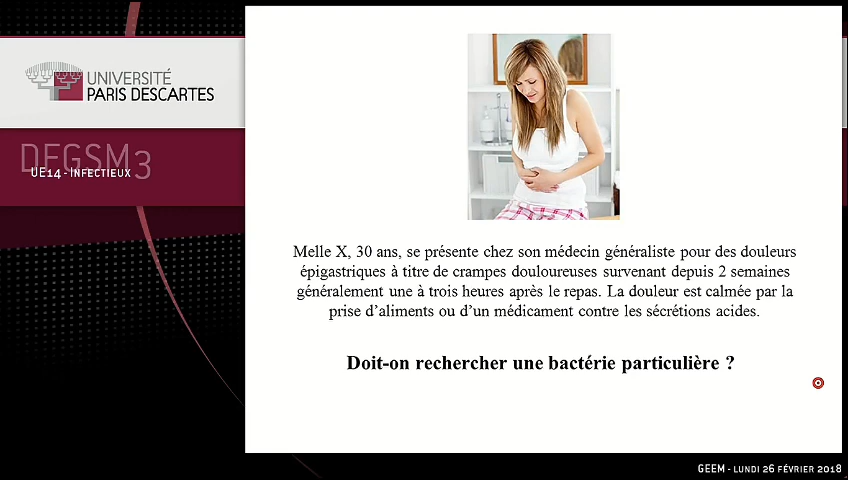 UNIVERSITÉ
PARIS DESCARTES
DFGSM3
UE14 - INFECTIEUX
Melle X, 30 ans, se présente chez son médecin généraliste pour des douleurs
épigastriques à titre de crampes douloureuses survenant depuis 2 semaines
généralement une à trois heures après le repas. La douleur est calmée par la
prise d’aliments ou d’un médicament contre les sécrétions acides.
Doit-on rechercher une bactérie particulière ?
GEEM - LUNDI 26 FÉVRIER 2018